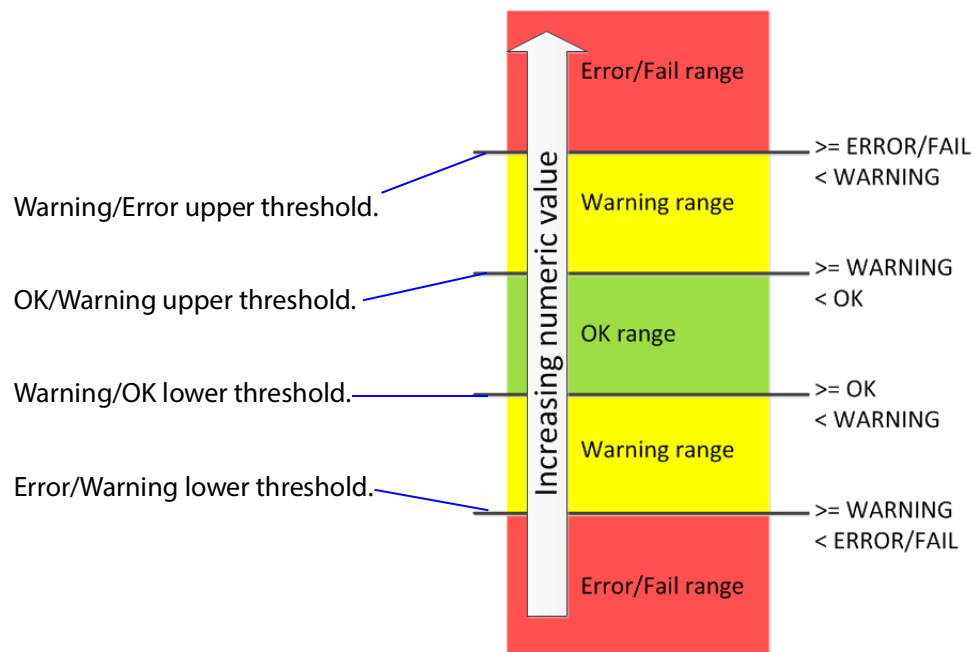 Error/Fail range
>= ERROR/FAIL
< WARNING
Warning/Error upper threshold.
Warning range
>= WARNING
< OK
OK/Warning upper threshold.
Increasing numeric value
OK range
>= OK
< WARNING
Warning/OK lower threshold.
Warning range
Error/Warning lower threshold.
>= WARNING
< ERROR/FAIL
Error/Fail range